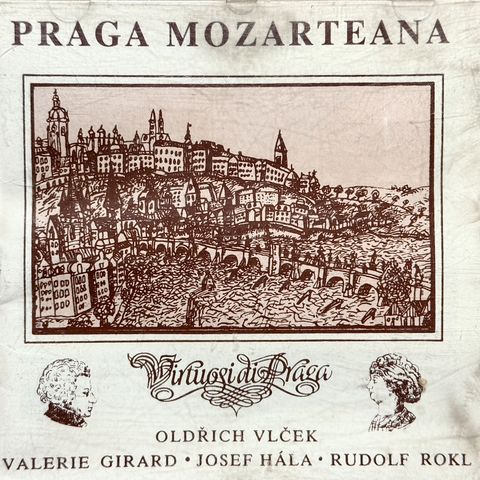 PRAGA MOZARTEANA
Virtuosi di Praga
OLDŘICH VLČEK
VALERIE GIRARD · JOSEF HÁLA · RUDOLF ROKL